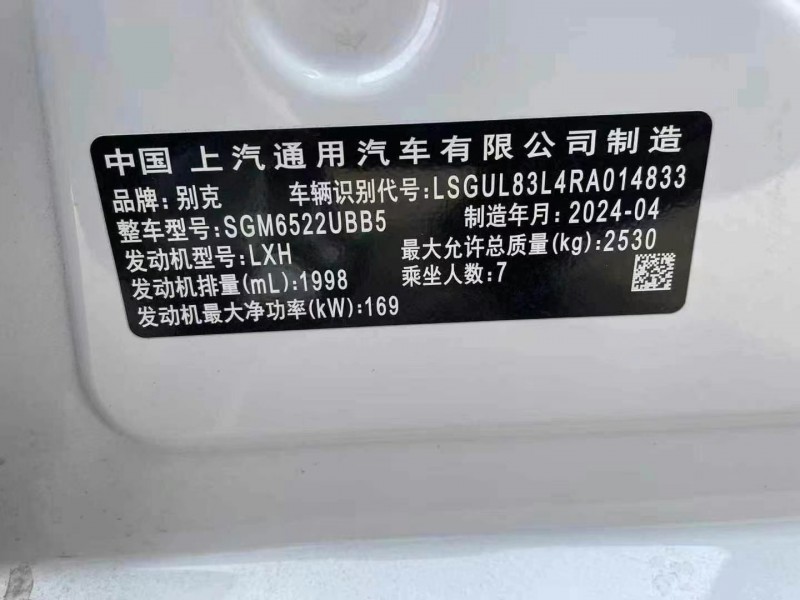 中国 上汽通用汽车有限公司制造
品牌:别克 车辆识别代号:LSGUL83L4RA014833
整车型号:SGM6522UBB5 制造年月:2024-04
发动机型号:LXH 最大允许总质量(kg):2530
发动机排量(mL):1998 乘坐人数:7
发动机最大净功率(kW):169